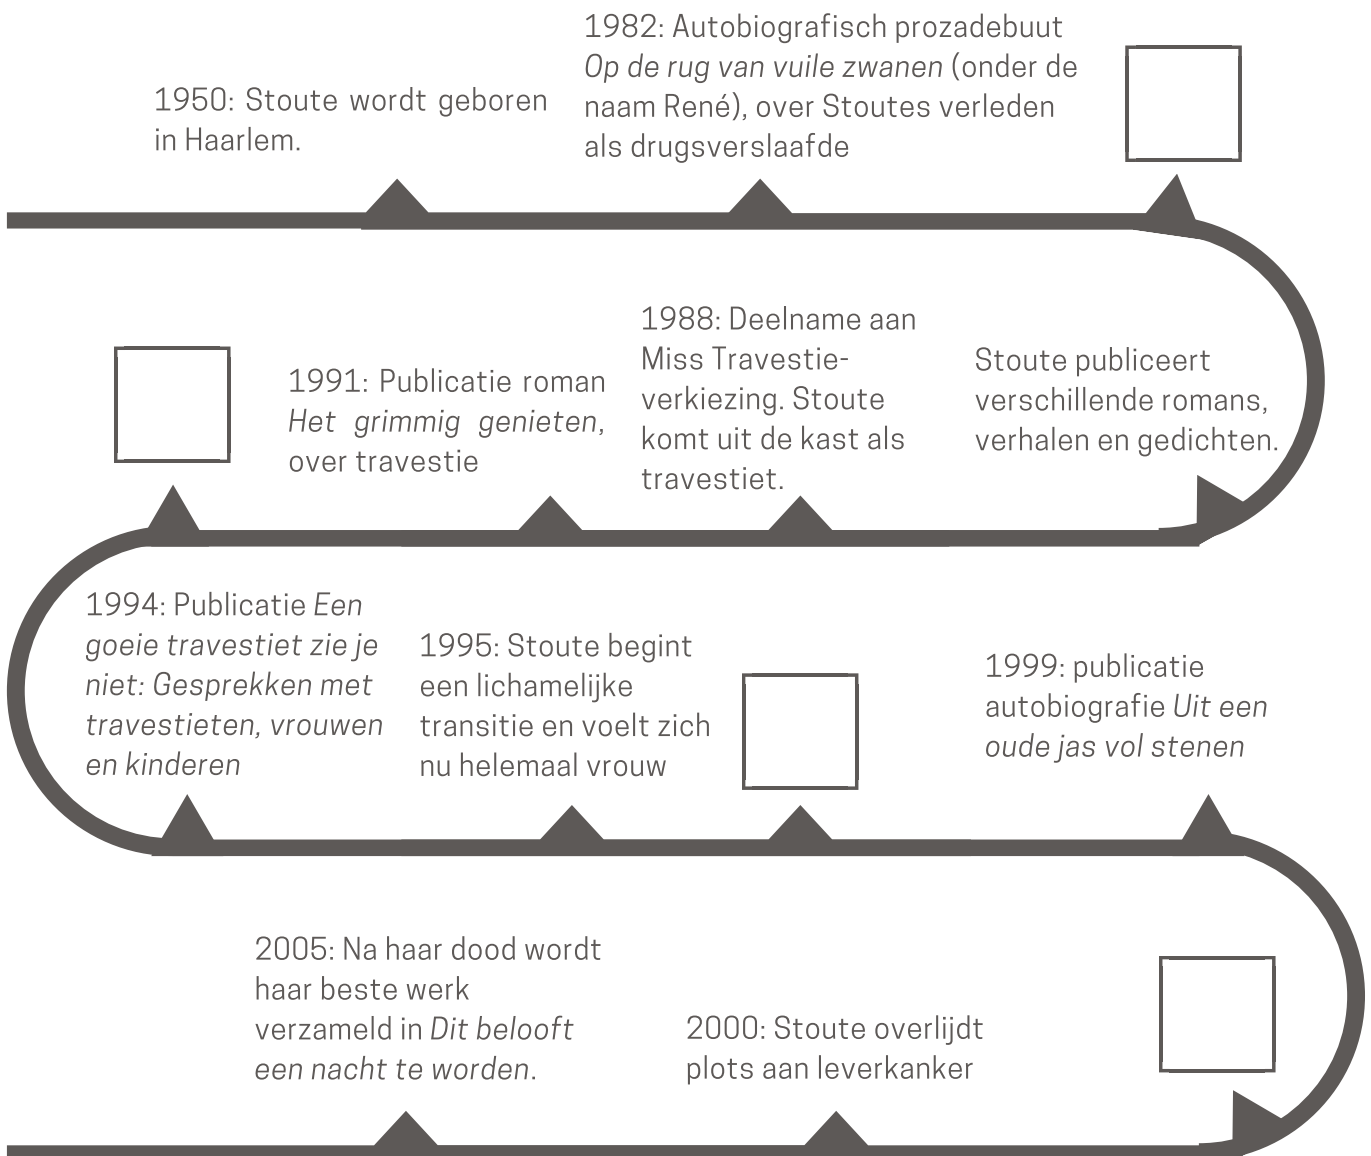 1950: Stoute wordt geboren
in Haarlem.
1982: Autobiografisch prozadebuut
Op de rug van vuile zwanen (onder de
naam René), over Stoutes verleden
als drugsverslaafde
Stoute publiceert
verschillende romans,
verhalen en gedichten.
1988: Deelname aan
Miss Travestie-
verkiezing. Stoute
komt uit de kast als
travestiet.
1991: Publicatie roman
Het grimmig genieten,
over travestie
1994: Publicatie Een
goeie travestiet zie je
niet: Gesprekken met
travestieten, vrouwen
en kinderen
1995: Stoute begint
een lichamelijke
transitie en voelt zich
nu helemaal vrouw
1999: publicatie
autobiografie Uit een
oude jas vol stenen
2000: Stoute overlijdt
plots aan leverkanker
2005: Na haar dood wordt
haar beste werk
verzameld in Dit belooft
een nacht te worden.